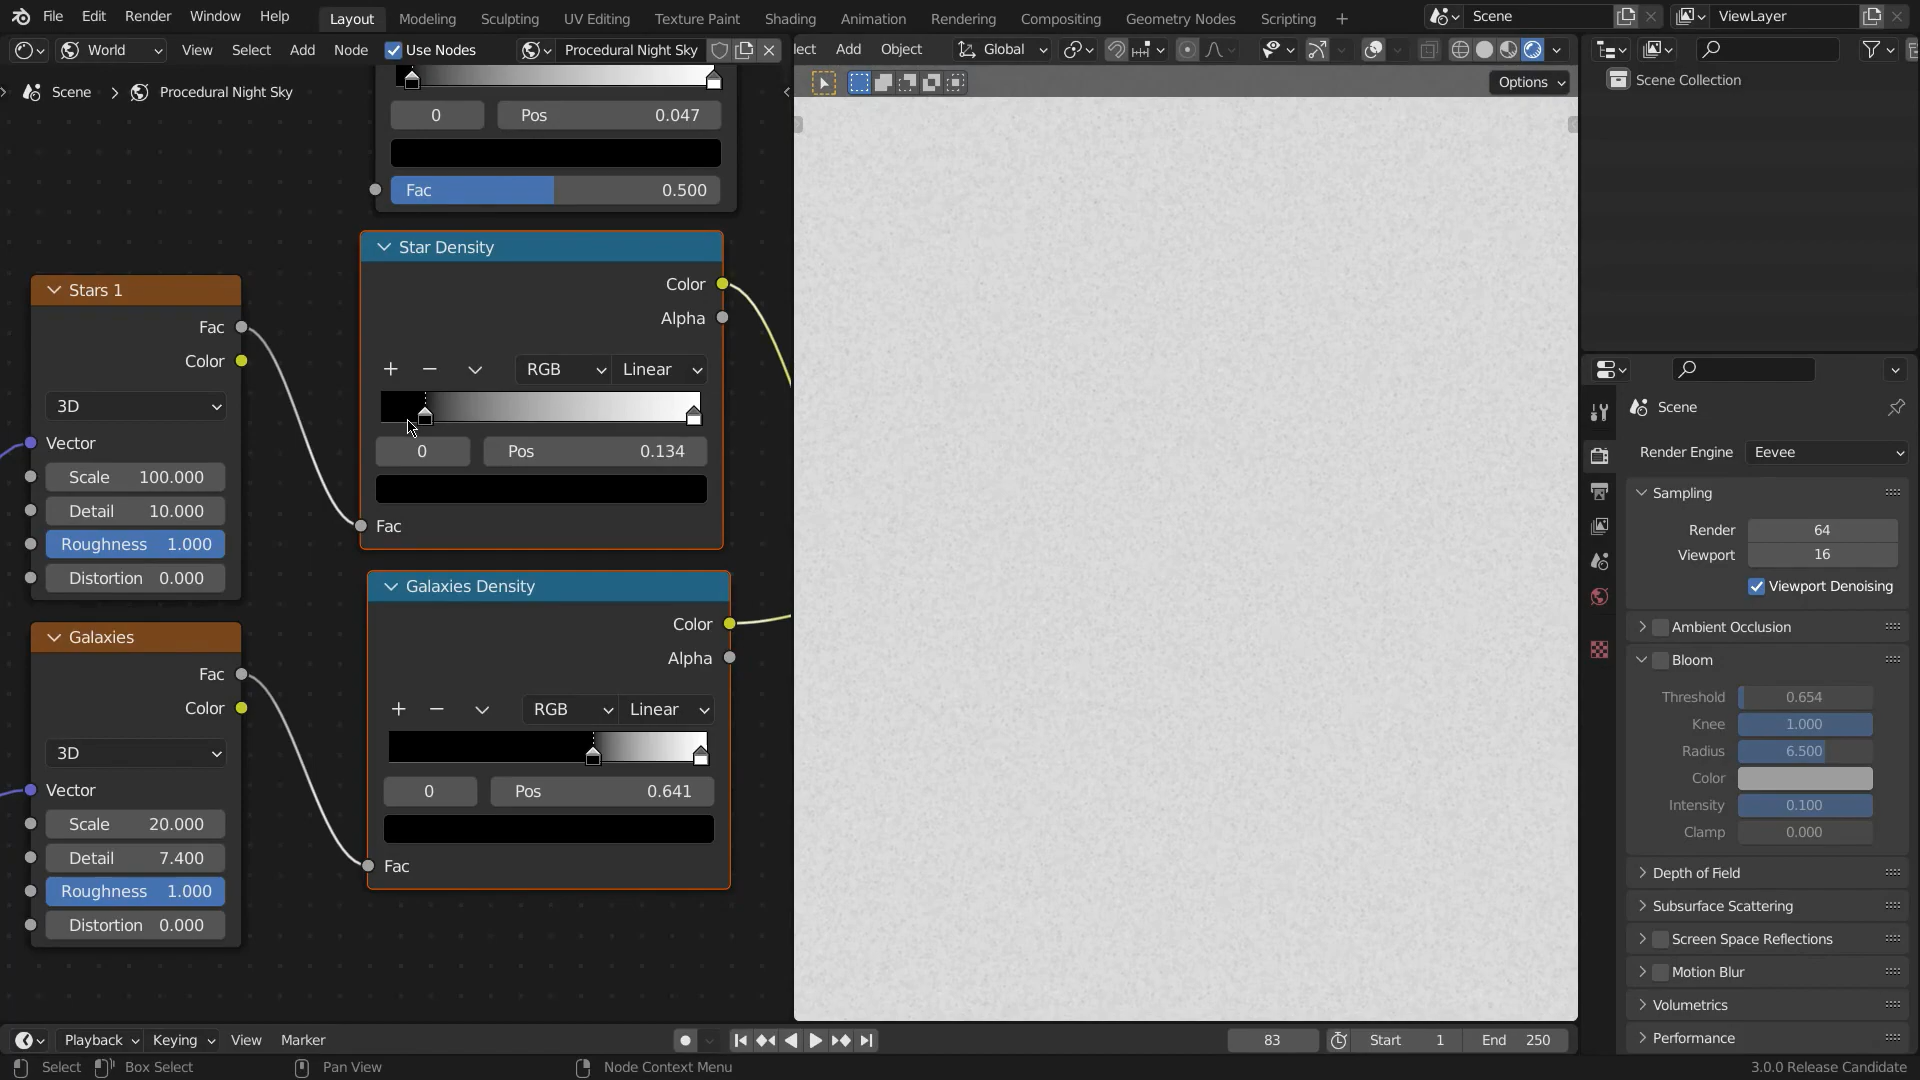 File Edit Render Window Help Layout Modeling Sculpting UV Editing Texture Paint Shading Animation Rendering Compositing Geometry Nodes Scripting + Scene ViewLayer
World View Select Add Node Use Nodes Procedural Night Sky lect Add Object Global
Options
Scene > Procedural Night Sky
Scene Collection
0 Pos 0.047
Fac 0.500
Star Density
Color
Alpha
RGB Linear
0 Pos 0.134
Fac
Stars 1
Fac
Color
3D
Vector
Scale 100.000
Detail 10.000
Roughness 1.000
Distortion 0.000
Galaxies Density
Color
Alpha
RGB Linear
0 Pos 0.641
Fac
Galaxies
Fac
Color
3D
Vector
Scale 20.000
Detail 7.400
Roughness 1.000
Distortion 0.000
Scene
Render Engine Eevee
Sampling
Render 64
Viewport 16
Viewport Denoising
Ambient Occlusion
Bloom
Threshold 0.654
Knee 1.000
Radius 6.500
Color
Intensity 0.100
Clamp 0.000
Depth of Field
Subsurface Scattering
Screen Space Reflections
Motion Blur
Volumetrics
Performance
Playback Keying View Marker 83 Start 1 End 250
Select Box Select Pan View Node Context Menu 3.0.0 Release Candidate